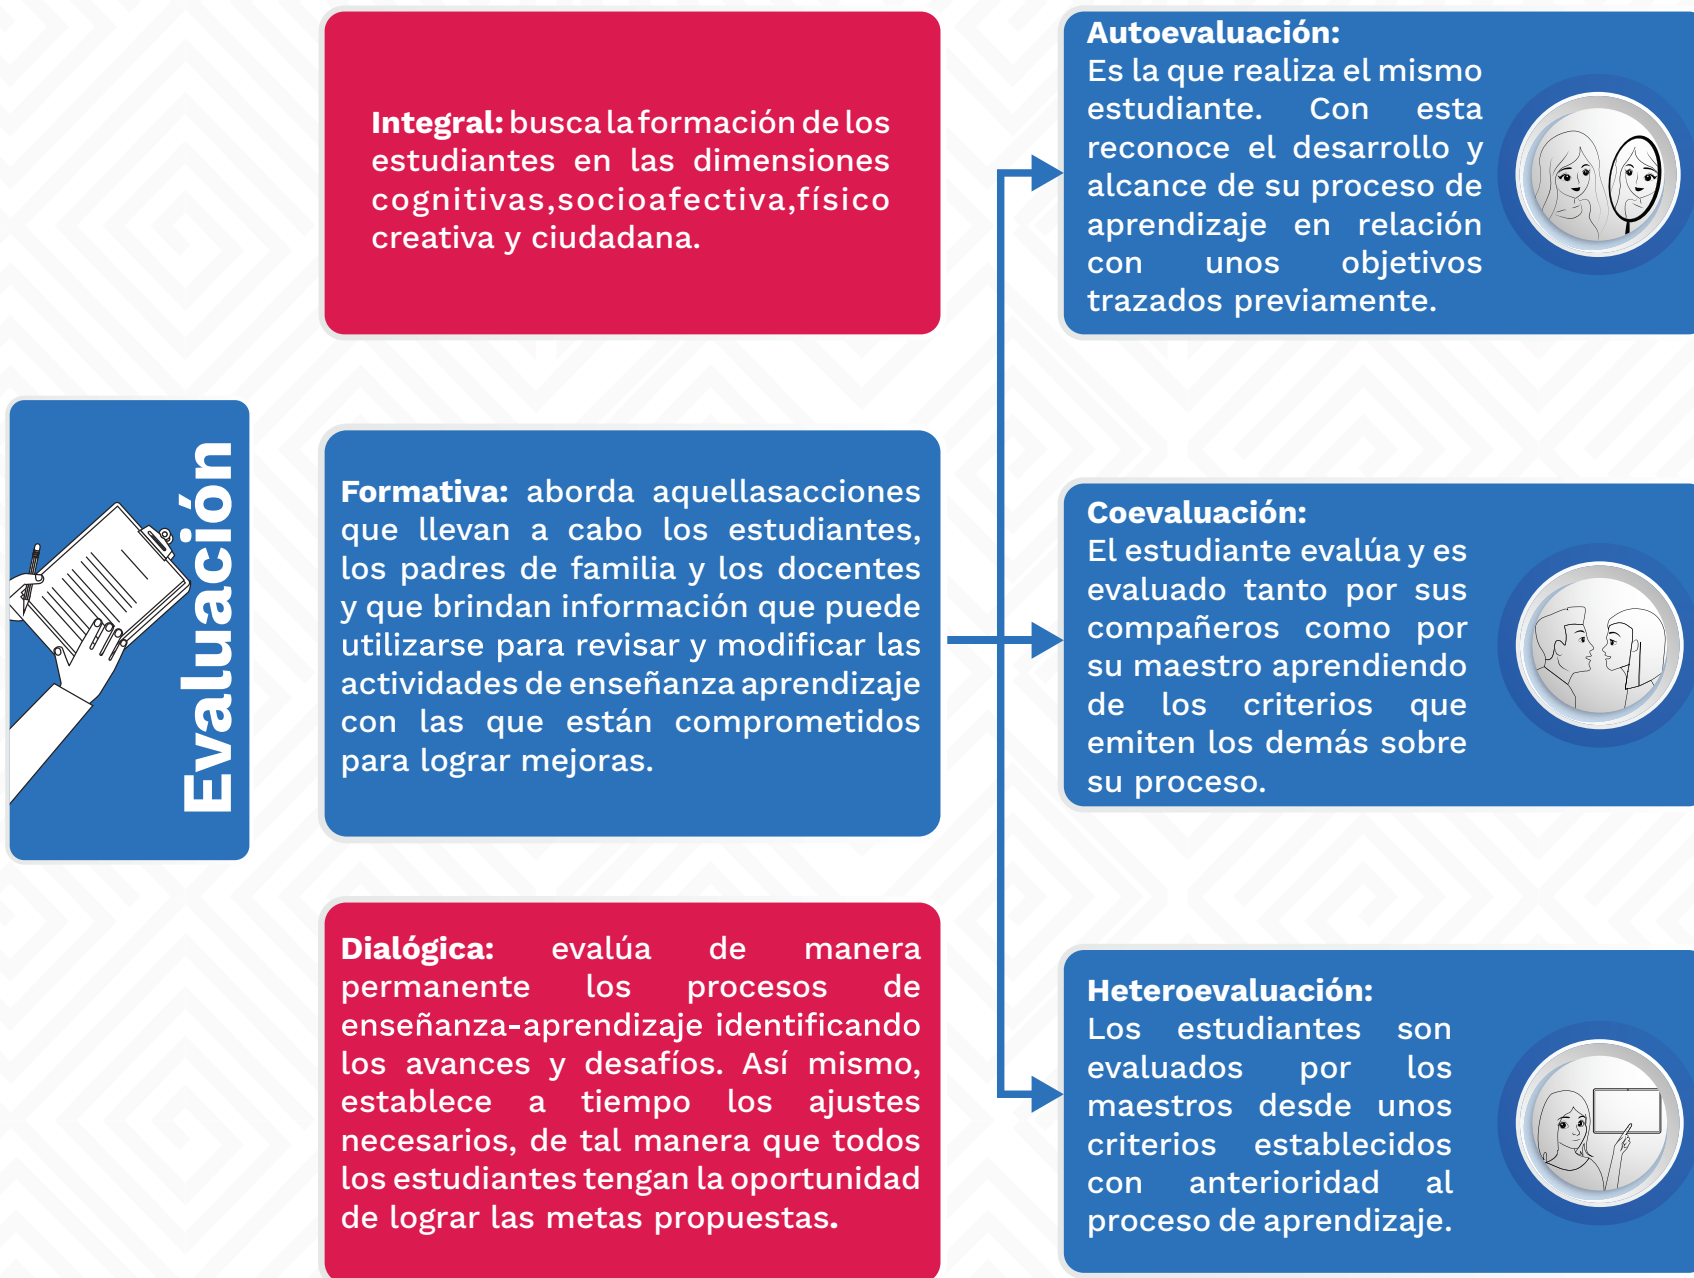 Evaluación
Integral: busca la formación de los
estudiantes en las dimensiones
cognitivas,socioafectiva,físico
creativa y ciudadana.
Formativa: aborda aquellasacciones
que llevan a cabo los estudiantes,
los padres de familia y los docentes
y que brindan información que puede
utilizarse para revisar y modificar las
actividades de enseñanza aprendizaje
con las que están comprometidos
para lograr mejoras.
Dialógica: evalúa de manera
permanente los procesos de
enseñanza-aprendizaje identificando
los avances y desafíos. Así mismo,
establece a tiempo los ajustes
necesarios, de tal manera que todos
los estudiantes tengan la oportunidad
de lograr las metas propuestas.
Autoevaluación:
Es la que realiza el mismo
estudiante. Con esta
reconoce el desarrollo y
alcance de su proceso de
aprendizaje en relación
con unos objetivos
trazados previamente.
Coevaluación:
El estudiante evalúa y es
evaluado tanto por sus
compañeros como por
su maestro aprendiendo
de los criterios que
emiten los demás sobre
su proceso.
Heteroevaluación:
Los estudiantes son
evaluados por los
maestros desde unos
criterios establecidos
con anterioridad al
proceso de aprendizaje.